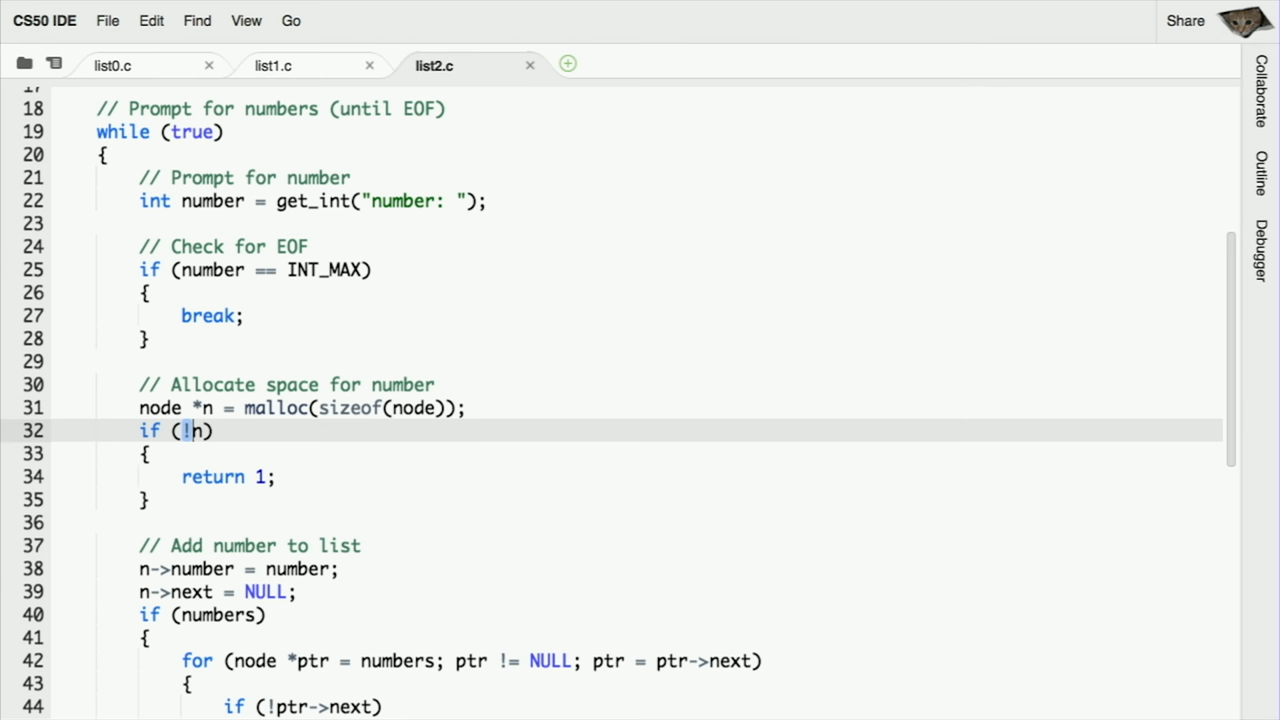 CS50 IDE File Edit Find View Go Share
list0.c × list1.c × list2.c ×
17
18 // Prompt for numbers (until EOF)
19 while (true)
20 {
21 // Prompt for number
22 int number = get_int("number: ");
23
24 // Check for EOF
25 if (number == INT_MAX)
26 {
27 break;
28 }
29
30 // Allocate space for number
31 node *n = malloc(sizeof(node));
32 if (!n)
33 {
34 return 1;
35 }
36
37 // Add number to list
38 n->number = number;
39 n->next = NULL;
40 if (numbers)
41 {
42 for (node *ptr = numbers; ptr != NULL; ptr = ptr->next)
43 {
44 if (!ptr->next)
Collaborate
Outline
Debugger